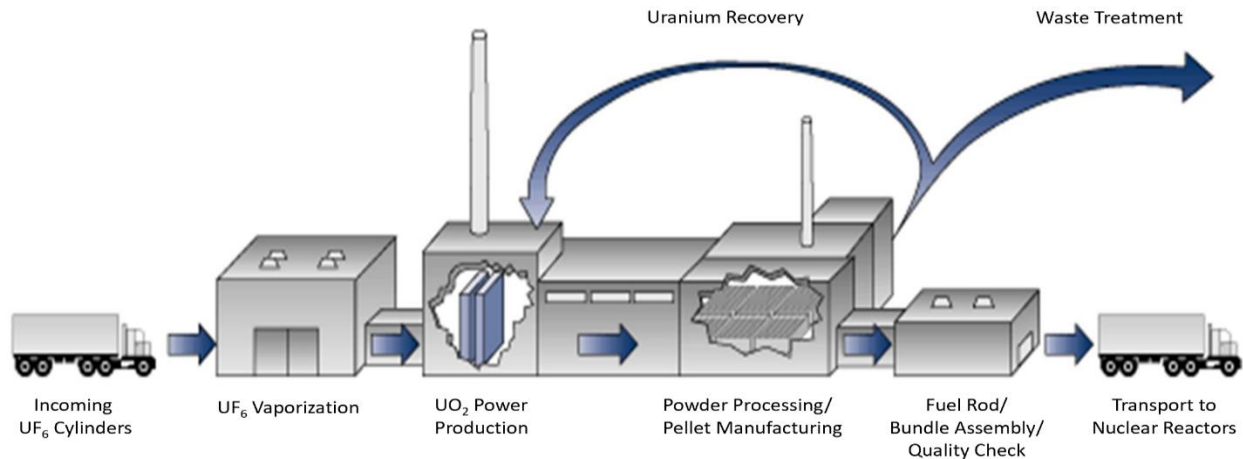 Uranium Recovery
Waste Treatment
Incoming
UF₆ Cylinders
UF₆ Vaporization
UO₂ Power
Production
Powder Processing/
Pellet Manufacturing
Fuel Rod/
Bundle Assembly/
Quality Check
Transport to
Nuclear Reactors